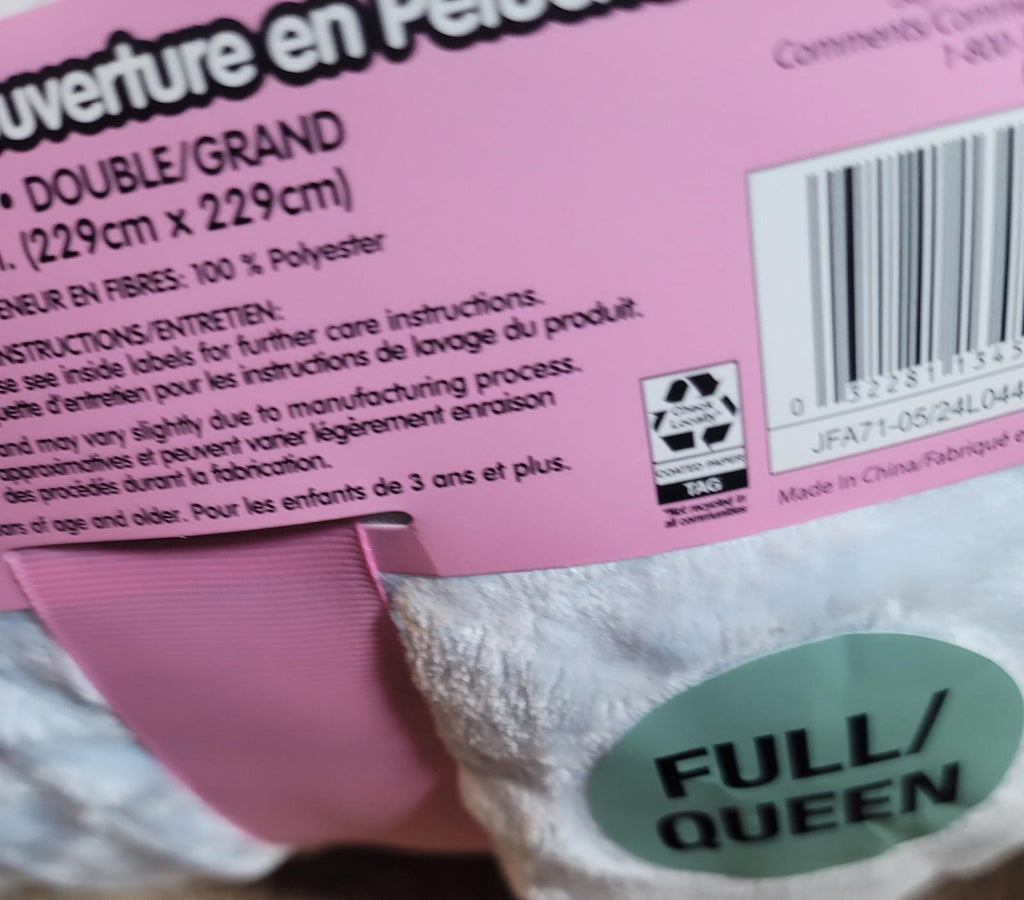 uverture en
Comments/Comm
1-800-
• DOUBLE/GRAND
(229cm x 229cm)
ENEUR EN FIBRES: 100 % Polyester
NSTRUCTIONS/ENTRETIEN:
se see inside labels for further care instructions.
uette d'entretien pour les instructions de lavage du produit.
and may vary slightly due to manufacturing process.
approximatives et peuvent varier légèrement enraison
des procédés durant la fabrication.
ars of age and older. Pour les enfants de 3 ans et plus.
Check
Locally*
COATED PAPER
TAG
*Not recycled in
all communities
0 32281 1345
JFA71-05/24L044
Made In China/Fabriqué e
FULL/
QUEEN